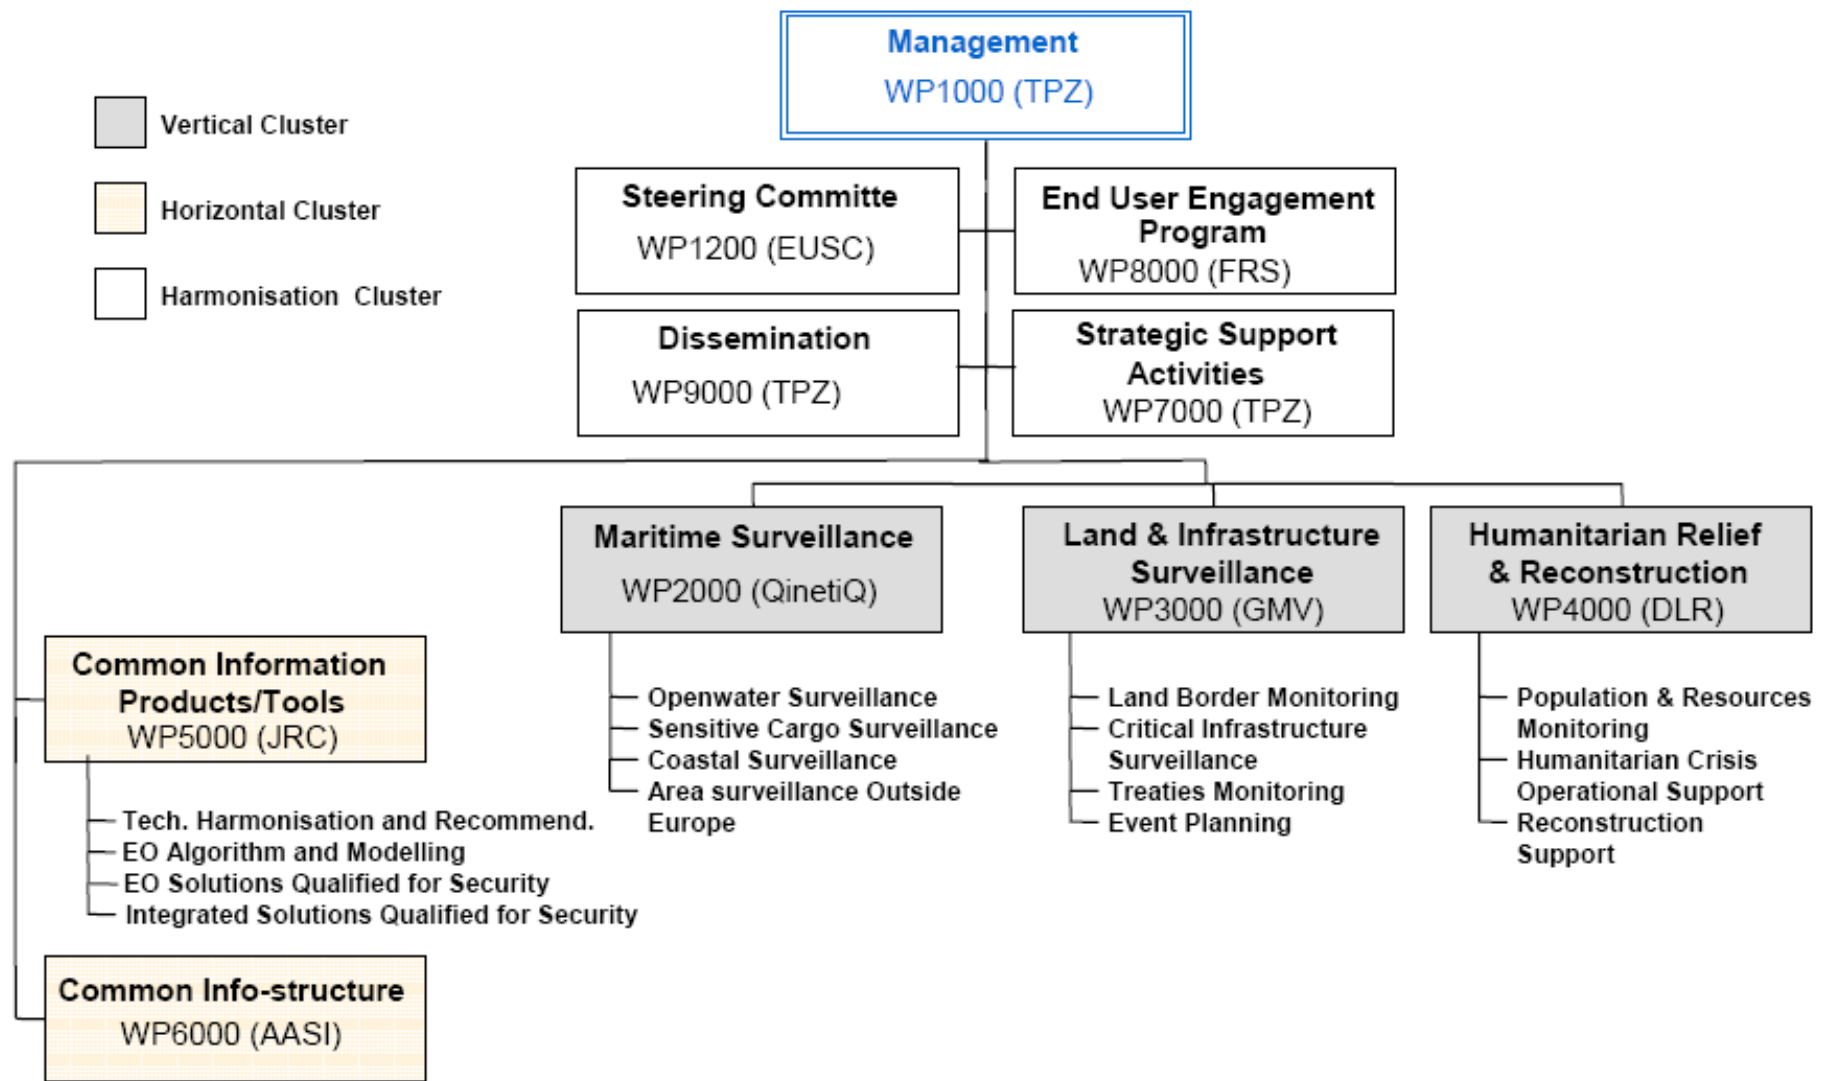 Management
WP1000 (TPZ)
Vertical Cluster
Horizontal Cluster
Harmonisation Cluster
Steering Committe
WP1200 (EUSC)
End User Engagement
Program
WP8000 (FRS)
Dissemination
WP9000 (TPZ)
Strategic Support
Activities
WP7000 (TPZ)
Maritime Surveillance
WP2000 (QinetiQ)
Openwater Surveillance
Sensitive Cargo Surveillance
Coastal Surveillance
Area surveillance Outside
Europe
Land & Infrastructure
Surveillance
WP3000 (GMV)
Land Border Monitoring
Critical Infrastructure
Surveillance
Treaties Monitoring
Event Planning
Humanitarian Relief
& Reconstruction
WP4000 (DLR)
Population & Resources
Monitoring
Humanitarian Crisis
Operational Support
Reconstruction
Support
Common Information
Products/Tools
WP5000 (JRC)
Tech. Harmonisation and Recommend.
EO Algorithm and Modelling
EO Solutions Qualified for Security
Integrated Solutions Qualified for Security
Common Info-structure
WP6000 (AASI)